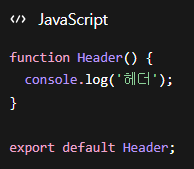 </> JavaScript
function Header() {
  console.log('헤더');
}
export default Header;